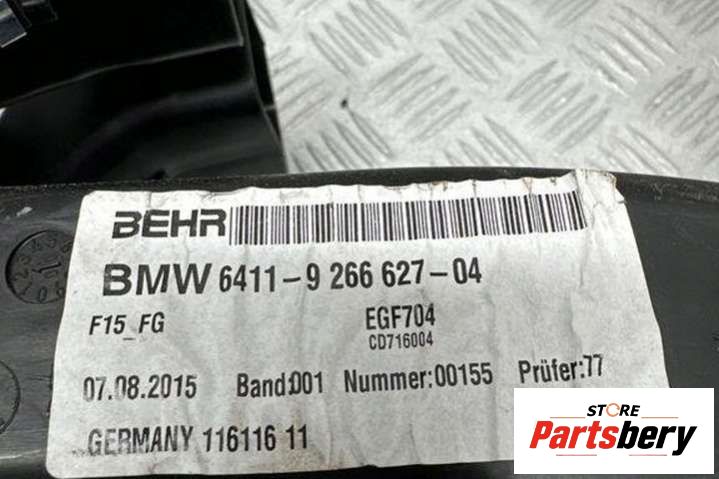 BEHR
BMW 6411-9 266 627-04
F15_FG EGF704
CD716004
07.08.2015 Band:001 Nummer:00155 Prüfer:77
GERMANY 116116 11
STORE
Partsbery